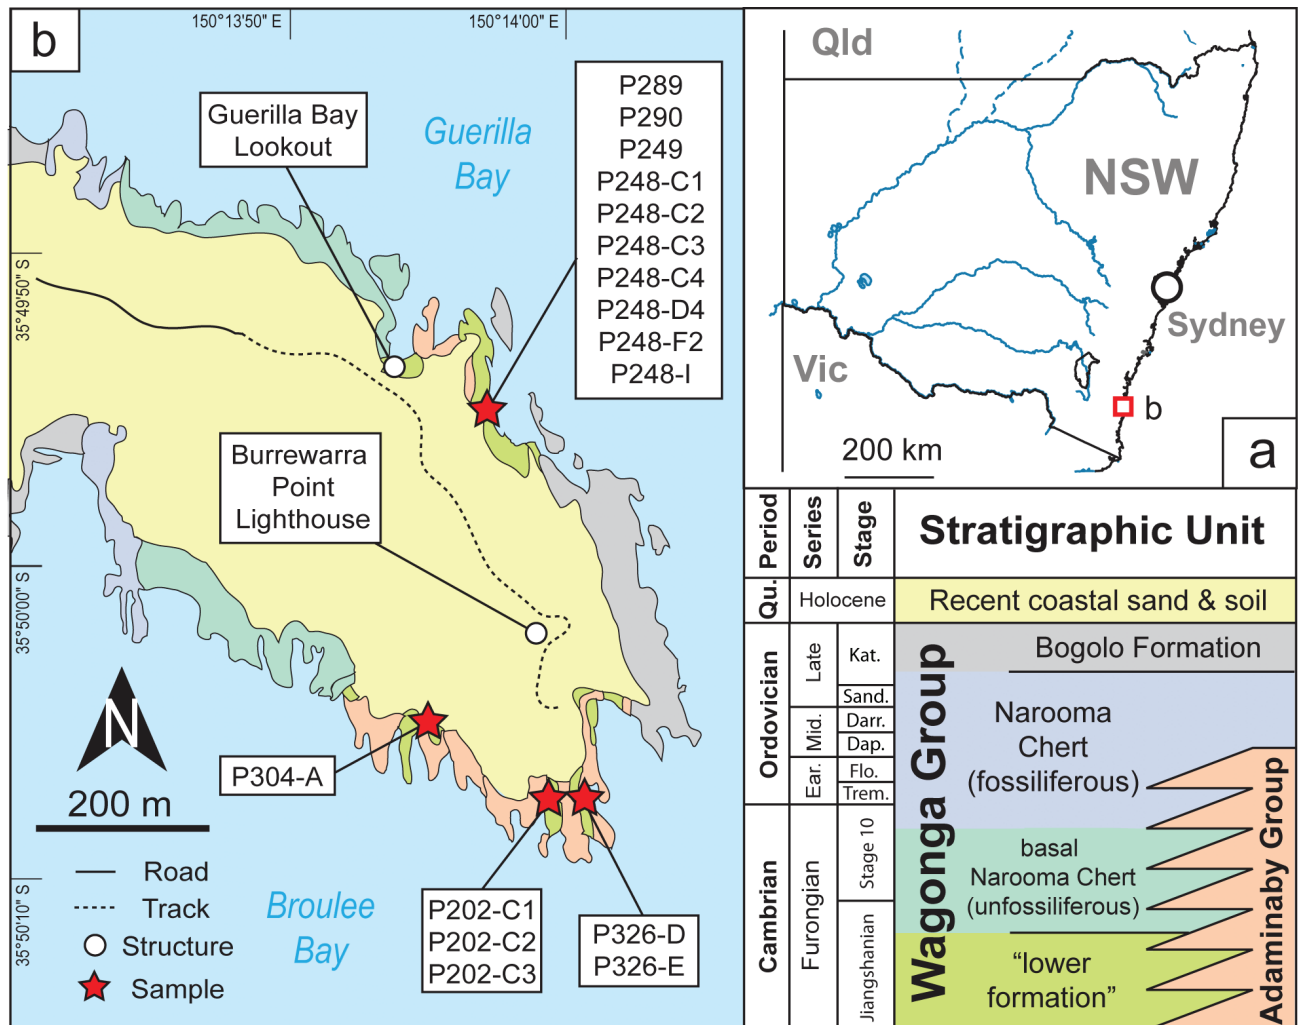 b
150°13'50" E
150°14'00" E
35°49'50" S
35°50'00" S
35°50'10" S
Guerilla Bay
Lookout
Guerilla
Bay
P289
P290
P249
P248-C1
P248-C2
P248-C3
P248-C4
P248-D4
P248-F2
P248-I
Burrewarra
Point
Lighthouse
N
200 m
P304-A
Road
Track
Structure
Sample
Broulee
Bay
P202-C1
P202-C2
P202-C3
P326-D
P326-E
Qld
NSW
Sydney
Vic
b
200 km
a
Period
Series
Stage
Stratigraphic Unit
Qu.
Holocene
Recent coastal sand & soil
Ordovician
Late
Kat.
Sand.
Mid.
Darr.
Dap.
Ear.
Flo.
Trem.
Cambrian
Furongian
Stage 10
Jiangshanian
Wagonga Group
Bogolo Formation
Narooma
Chert
(fossiliferous)
basal
Narooma Chert
(unfossiliferous)
“lower
formation”
Adaminaby Group